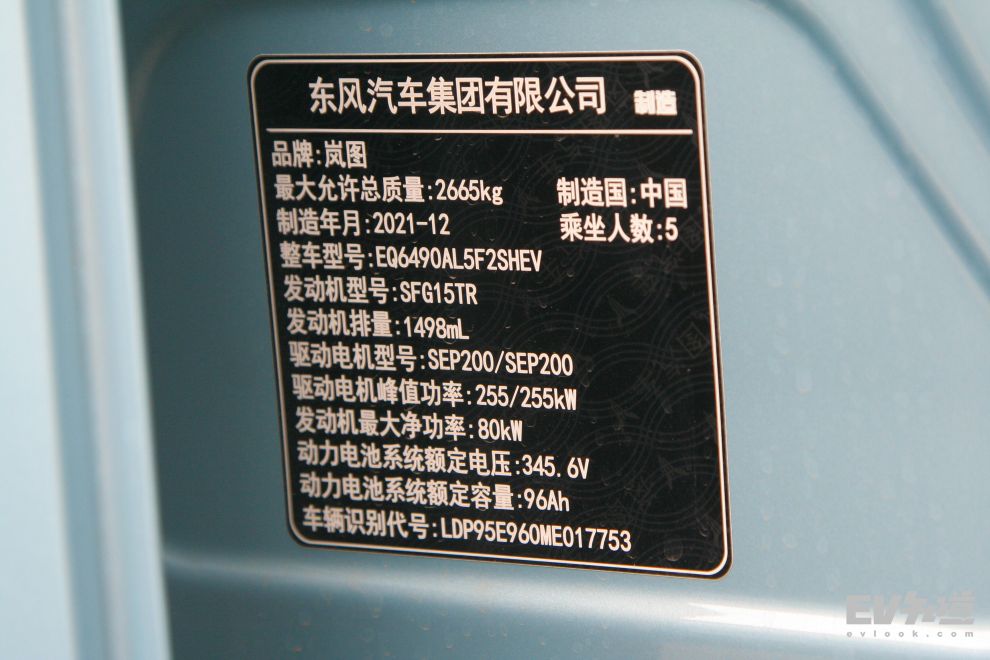 东风汽车集团有限公司 制造
品牌:岚图
最大允许总质量:2665kg 制造国:中国
制造年月:2021-12 乘坐人数:5
整车型号:EQ6490AL5F2SHEV
发动机型号:SFG15TR
发动机排量:1498mL
驱动电机型号:SEP200/SEP200
驱动电机峰值功率:255/255kW
发动机最大净功率:80kW
动力电池系统额定电压:345.6V
动力电池系统额定容量:96Ah
车辆识别代号:LDP95E960ME017753
EV知道
evlook.com